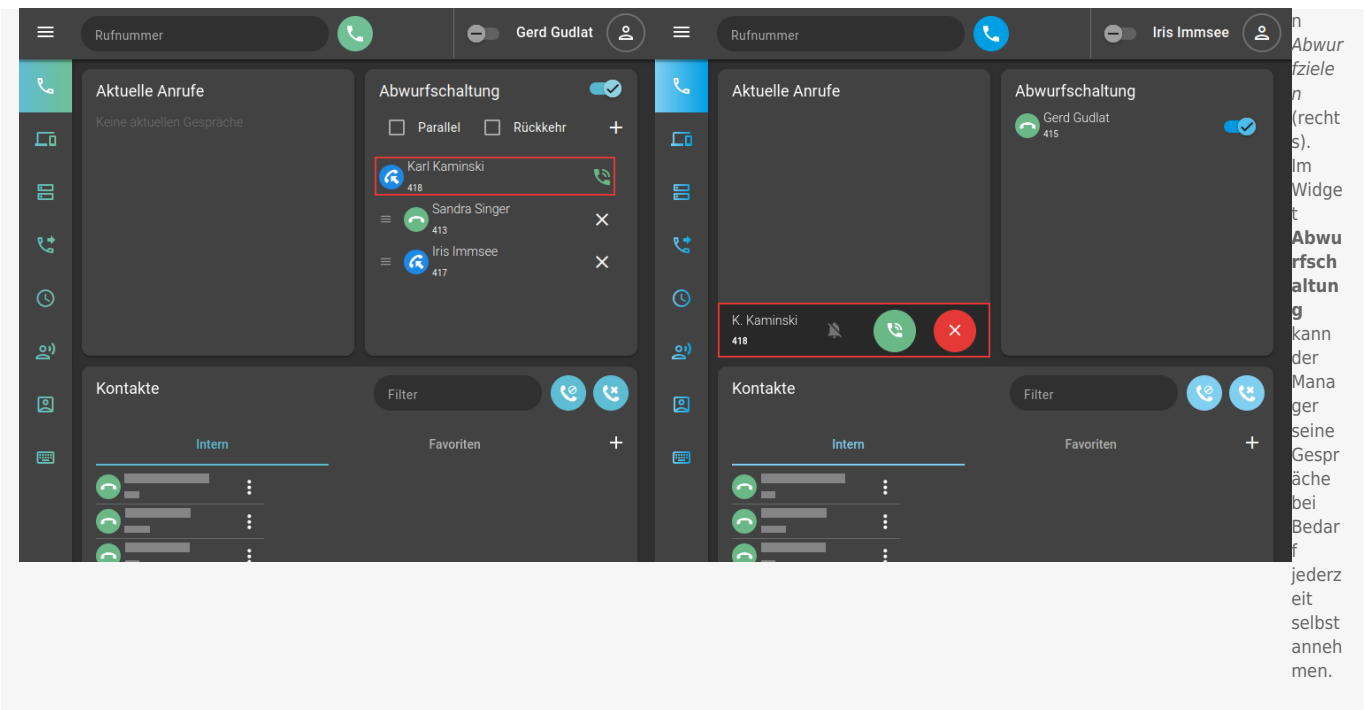 Rufnummer
Gerd Gudlat
Aktuelle Anrufe
Keine aktuellen Gespräche
Abwurfschaltung
Parallel
Rückkehr
Karl Kaminski
418
Sandra Singer
413
Iris Immsee
417
Kontakte
Filter
Intern
Favoriten
Rufnummer
Iris Immsee
Aktuelle Anrufe
K. Kaminski
418
Abwurfschaltung
Gerd Gudlat
415
Kontakte
Filter
Intern
Favoriten
n
Abwur
fziele
n
(recht
s).
Im
Widge
t
Abwu
rfsch
altun
g
kann
der
Mana
ger
seine
Gespr
äche
bei
Bedar
f
jederz
eit
selbst
anneh
men.